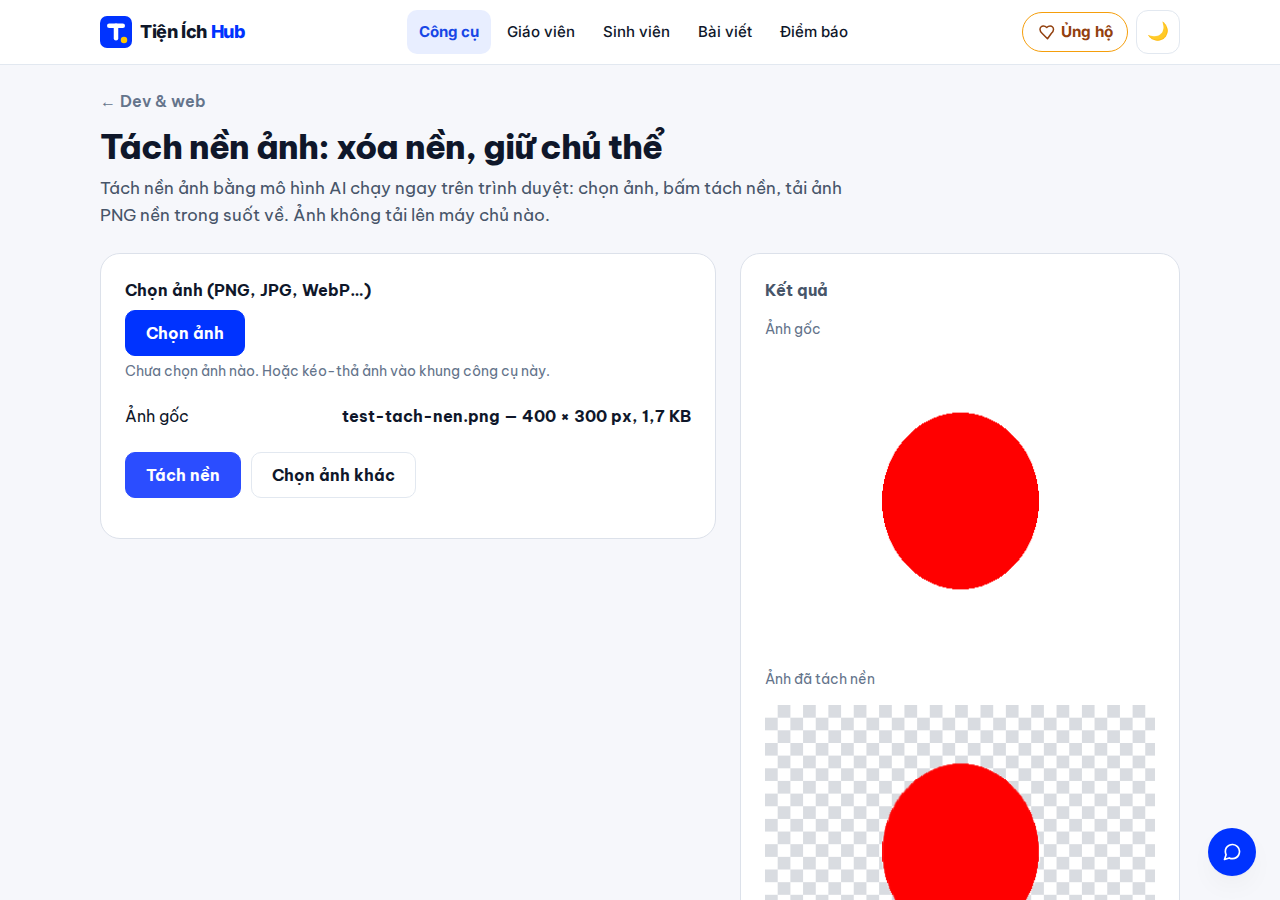 Tiện Ích Hub
Công cụ
Giáo viên
Sinh viên
Bài viết
Điểm báo
Ủng hộ
← Dev & web
Tách nền ảnh: xóa nền, giữ chủ thể
Tách nền ảnh bằng mô hình AI chạy ngay trên trình duyệt: chọn ảnh, bấm tách nền, tải ảnh
PNG nền trong suốt về. Ảnh không tải lên máy chủ nào.
Chọn ảnh (PNG, JPG, WebP...)
Chọn ảnh
Chưa chọn ảnh nào. Hoặc kéo-thả ảnh vào khung công cụ này.
Ảnh gốc test-tach-nen.png — 400 × 300 px, 1,7 KB
Tách nền
Chọn ảnh khác
Kết quả
Ảnh gốc
Ảnh đã tách nền